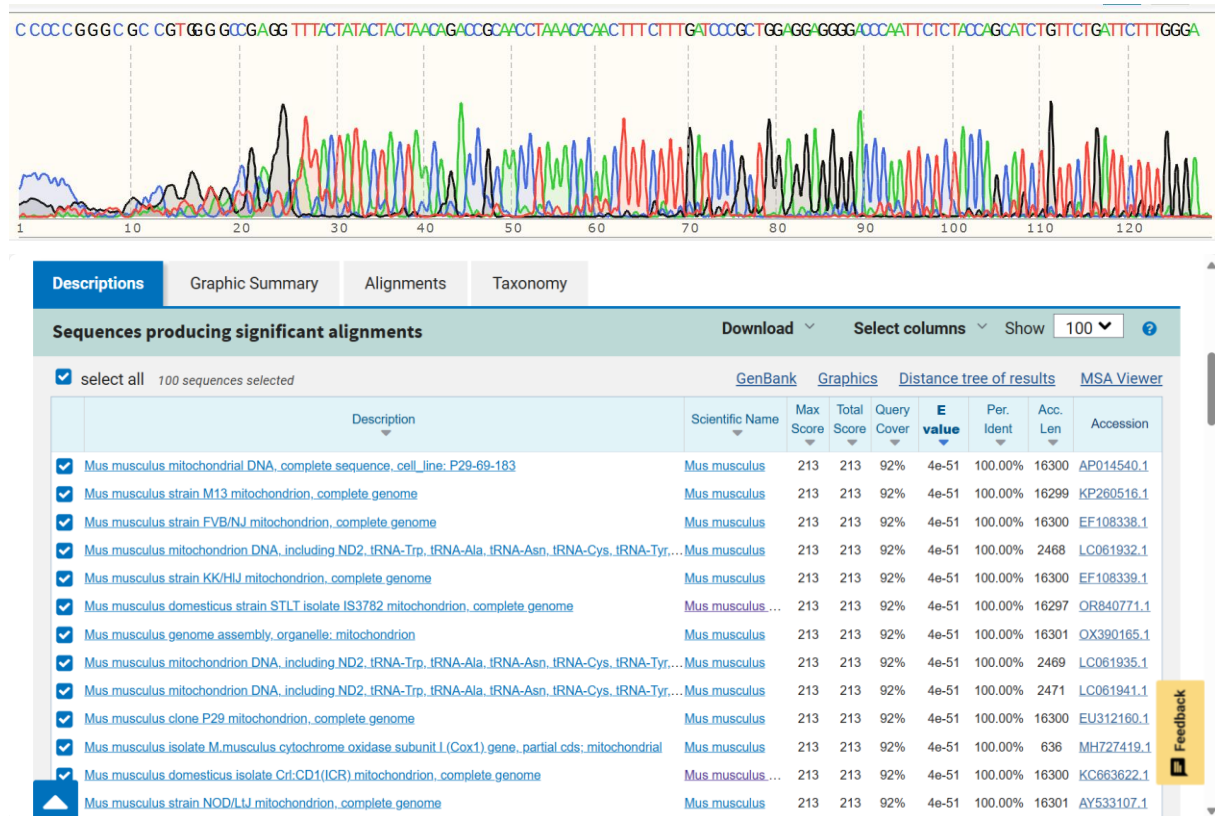 CCCCCGGGCGCCGTGGGGCCGAGGTTTACTATACTACTAACAGACCGCAACCTAAACACAACTTTCTTTGATCCCGCTGGAGGAGGGGACCCAATTCTCTACCAGCATCTGTTCTGATTCTTTGGGA
1 10 20 30 40 50 60 70 80 90 100 110 120
Descriptions Graphic Summary Alignments Taxonomy
Sequences producing significant alignments Download Select columns Show 100 ?
select all 100 sequences selected GenBank Graphics Distance tree of results MSA Viewer
Description Scientific Name Max Score Total Score Query Cover E value Per. Ident Acc. Len Accession
Mus musculus mitochondrial DNA, complete sequence, cell_line: P29-69-183 Mus musculus 213 213 92% 4e-51 100.00% 16300 AP014540.1
Mus musculus strain M13 mitochondrion, complete genome Mus musculus 213 213 92% 4e-51 100.00% 16299 KP260516.1
Mus musculus strain FVB/NJ mitochondrion, complete genome Mus musculus 213 213 92% 4e-51 100.00% 16300 EF108338.1
Mus musculus mitochondrion DNA, including ND2, tRNA-Trp, tRNA-Ala, tRNA-Asn, tRNA-Cys, tRNA-Tyr,... Mus musculus 213 213 92% 4e-51 100.00% 2468 LC061932.1
Mus musculus strain KK/HlJ mitochondrion, complete genome Mus musculus 213 213 92% 4e-51 100.00% 16300 EF108339.1
Mus musculus domesticus strain STLT isolate IS3782 mitochondrion, complete genome Mus musculus ... 213 213 92% 4e-51 100.00% 16297 OR840771.1
Mus musculus genome assembly, organelle: mitochondrion Mus musculus 213 213 92% 4e-51 100.00% 16301 OX390165.1
Mus musculus mitochondrion DNA, including ND2, tRNA-Trp, tRNA-Ala, tRNA-Asn, tRNA-Cys, tRNA-Tyr,... Mus musculus 213 213 92% 4e-51 100.00% 2469 LC061935.1
Mus musculus mitochondrion DNA, including ND2, tRNA-Trp, tRNA-Ala, tRNA-Asn, tRNA-Cys, tRNA-Tyr,... Mus musculus 213 213 92% 4e-51 100.00% 2471 LC061941.1
Mus musculus clone P29 mitochondrion, complete genome Mus musculus 213 213 92% 4e-51 100.00% 16300 EU312160.1
Mus musculus isolate M.musculus cytochrome oxidase subunit I (Cox1) gene, partial cds; mitochondrial Mus musculus 213 213 92% 4e-51 100.00% 636 MH727419.1
Mus musculus domesticus isolate Crl:CD1(ICR) mitochondrion, complete genome Mus musculus ... 213 213 92% 4e-51 100.00% 16300 KC663622.1
Mus musculus strain NOD/LtJ mitochondrion, complete genome Mus musculus 213 213 92% 4e-51 100.00% 16301 AY533107.1
Feedback